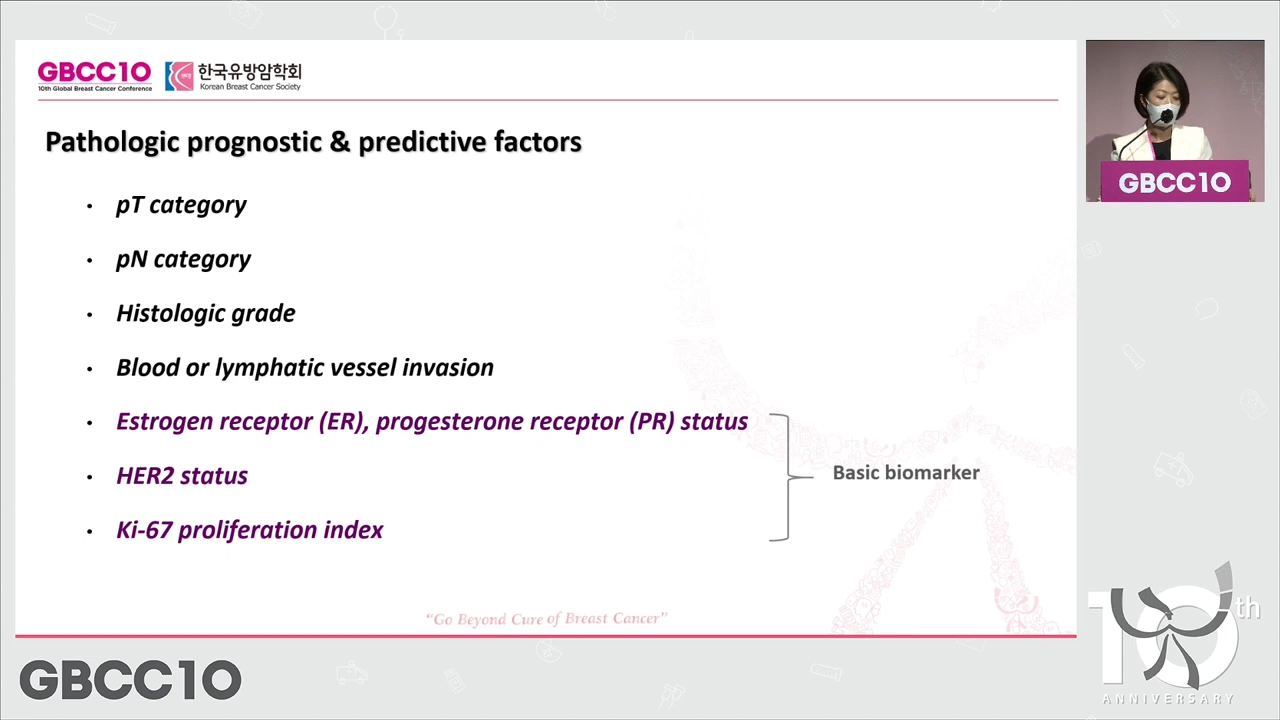 GBCC10
10th Global Breast Cancer Conference
한국유방암학회
Korean Breast Cancer Society
Pathologic prognostic & predictive factors
• pT category
• pN category
• Histologic grade
• Blood or lymphatic vessel invasion
• Estrogen receptor (ER), progesterone receptor (PR) status
• HER2 status
• Ki-67 proliferation index
Basic biomarker
“Go Beyond Cure of Breast Cancer”
GBCC10
GBCC10
10th
ANNIVERSARY